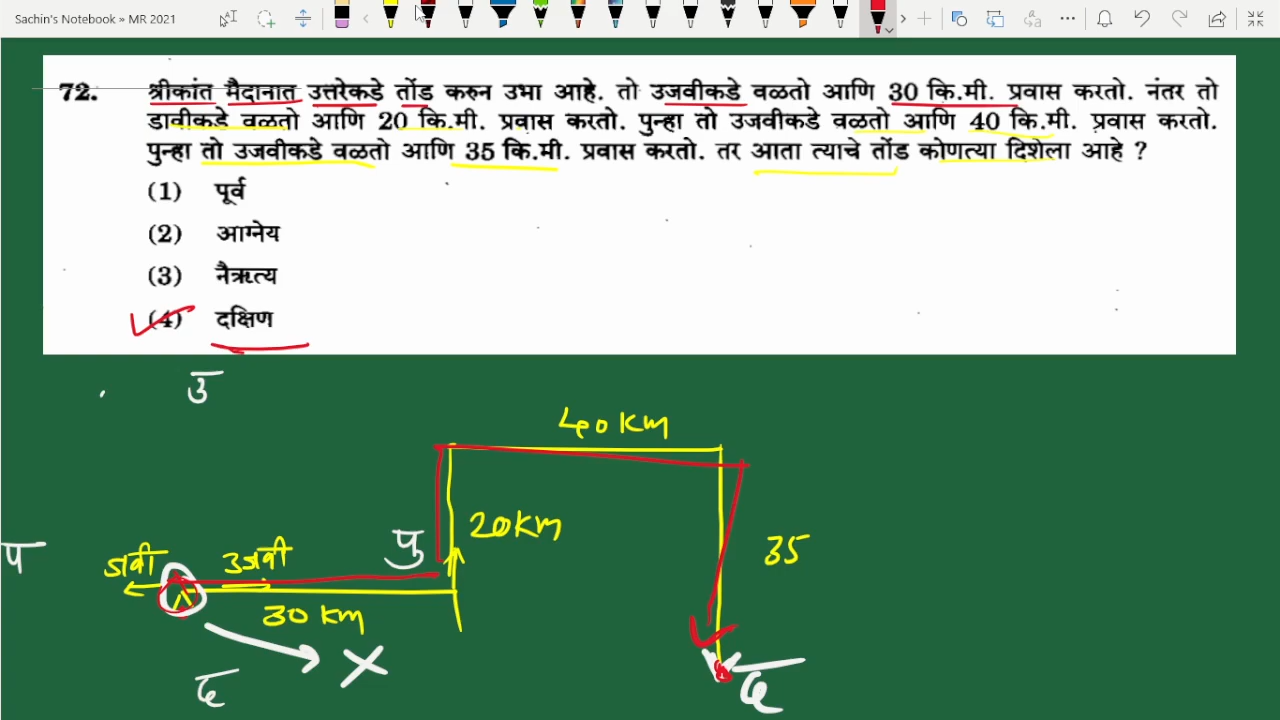 Sachin's Notebook » MR 2021
72. श्रीकांत मैदानात उत्तरेकडे तोंड करुन उभा आहे. तो उजवीकडे वळतो आणि 30 कि.मी. प्रवास करतो. नंतर तो
डावीकडे वळतो आणि 20 कि.मी. प्रवास करतो. पुन्हा तो उजवीकडे वळतो आणि 40 कि.मी. प्रवास करतो.
पुन्हा तो उजवीकडे वळतो आणि 35 कि.मी. प्रवास करतो. तर आता त्याचे तोंड कोणत्या दिशेला आहे ?
(1) पूर्व
(2) आग्नेय
(3) नैऋत्य
(4) दक्षिण
उ
40 KM
20KM
पु
प
डावी
उजवी
35
30 KM
X
द
द